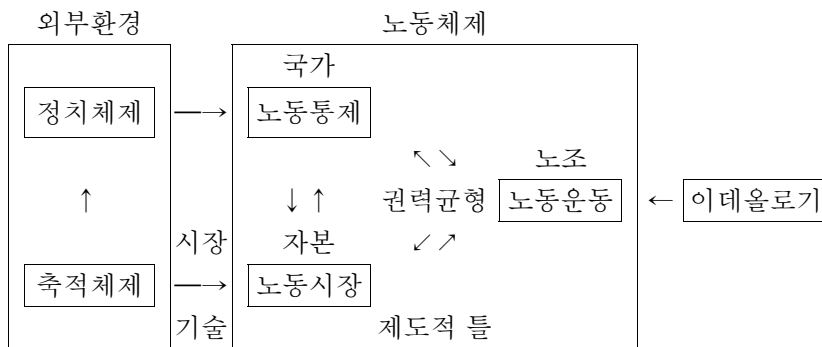 외부환경 노동체제
국가
정치체제 → 노동통제
↖↘ 노조
↑ ↓↑ 권력균형 노동운동 ← 이데올로기
시장 자본 ↙↗
축적체제 → 노동시장
기술 제도적 틀